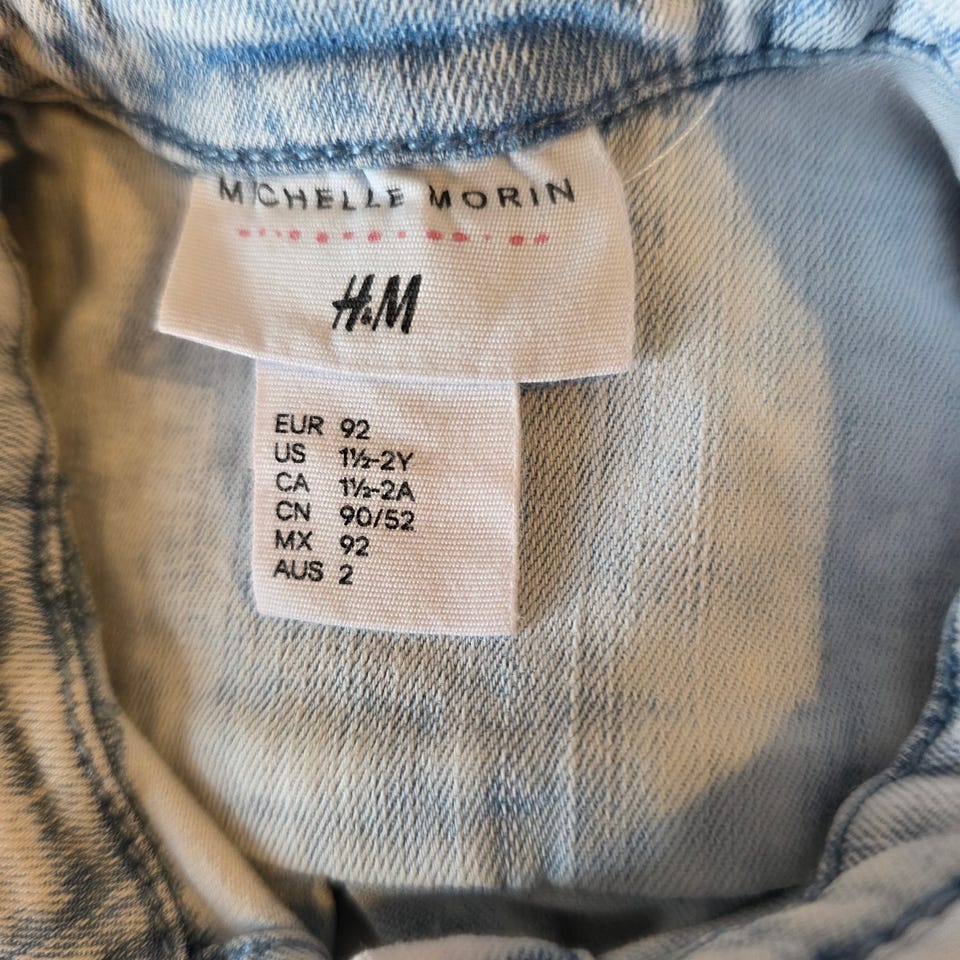 MICHELLE MORIN
H&M
EUR 92
US 1½-2Y
CA 1½-2A
CN 90/52
MX 92
AUS 2